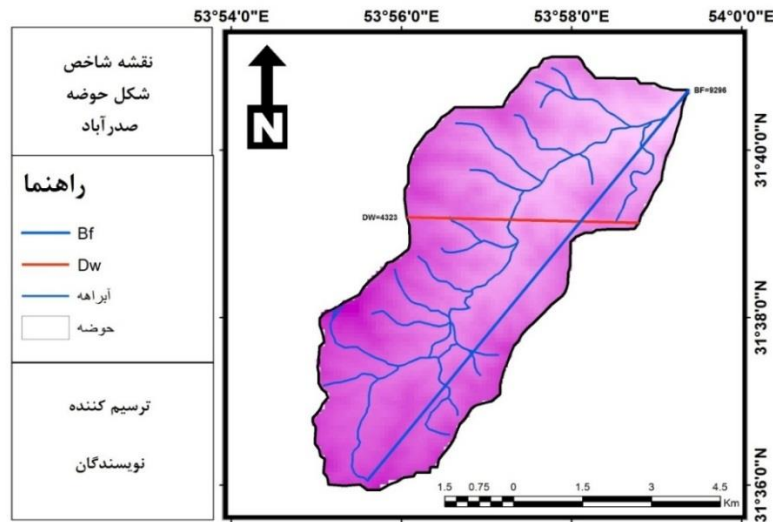 53°54'0"E
53°56'0"E
53°58'0"E
54°0'0"E
نقشه شاخص
شکل حوضه
صدرآباد
راهنما
Bf
Dw
آبراهه
حوضه
ترسیم کننده
نویسندگان
N
BF=9298
DW=4323
31°40'0"N
31°38'0"N
31°36'0"N
1.5 0.75 0 1.5 3 4.5
Km